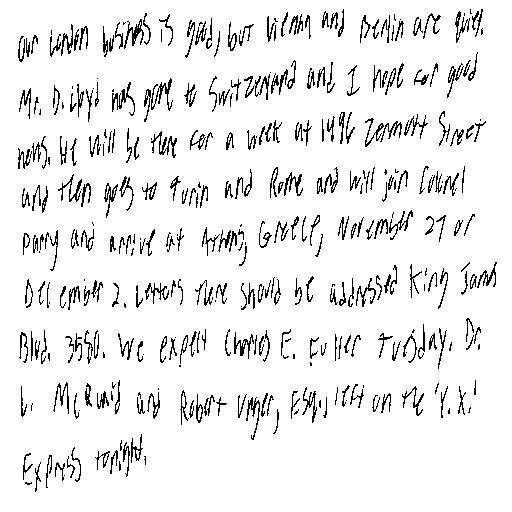 Our London business is good, but Vienna and Berlin are quiet.
Mr. D. Lloyd has gone to Switzerland and I hope for good
news. He will be there for a week at 1496 Zermott Street
and then goes to Turin and Rome and will join Colonel
Parry and arrive at Athens, Greece, November 27 or
December 2. Letters there should be addressed King James
Blvd. 3580. We expect Charles E. Fuller Tuesday. Dr.
L. McQuaid and Robert Unger, Esq., left on the 'Y.X.'
Express tonight.